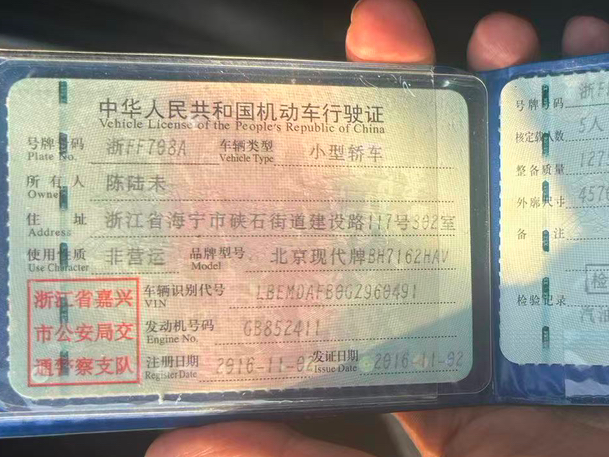 中华人民共和国机动车行驶证
Vehicle License of the People's Republic of China
号牌号码 浙FF708A 车辆类型 小型轿车
Plate No. Vehicle Type
所有人 陈陆未
Owner
住址 浙江省海宁市硖石街道建设路117号302室
Address
使用性质 非营运 品牌型号 北京现代牌BH7162HAV
Use Character Model
浙江省嘉兴
市公安局交
通警察支队
车辆识别代号 LBEMDAFB0GZ960491
VIN
发动机号码 GB852411
Engine No.
注册日期 2016-11-02 发证日期 2016-11-02
Register Date Issue Date
号牌号码 浙F
核定载人数 5人
整备质量 127
外廓尺寸 457
备注
检验记录
汽油